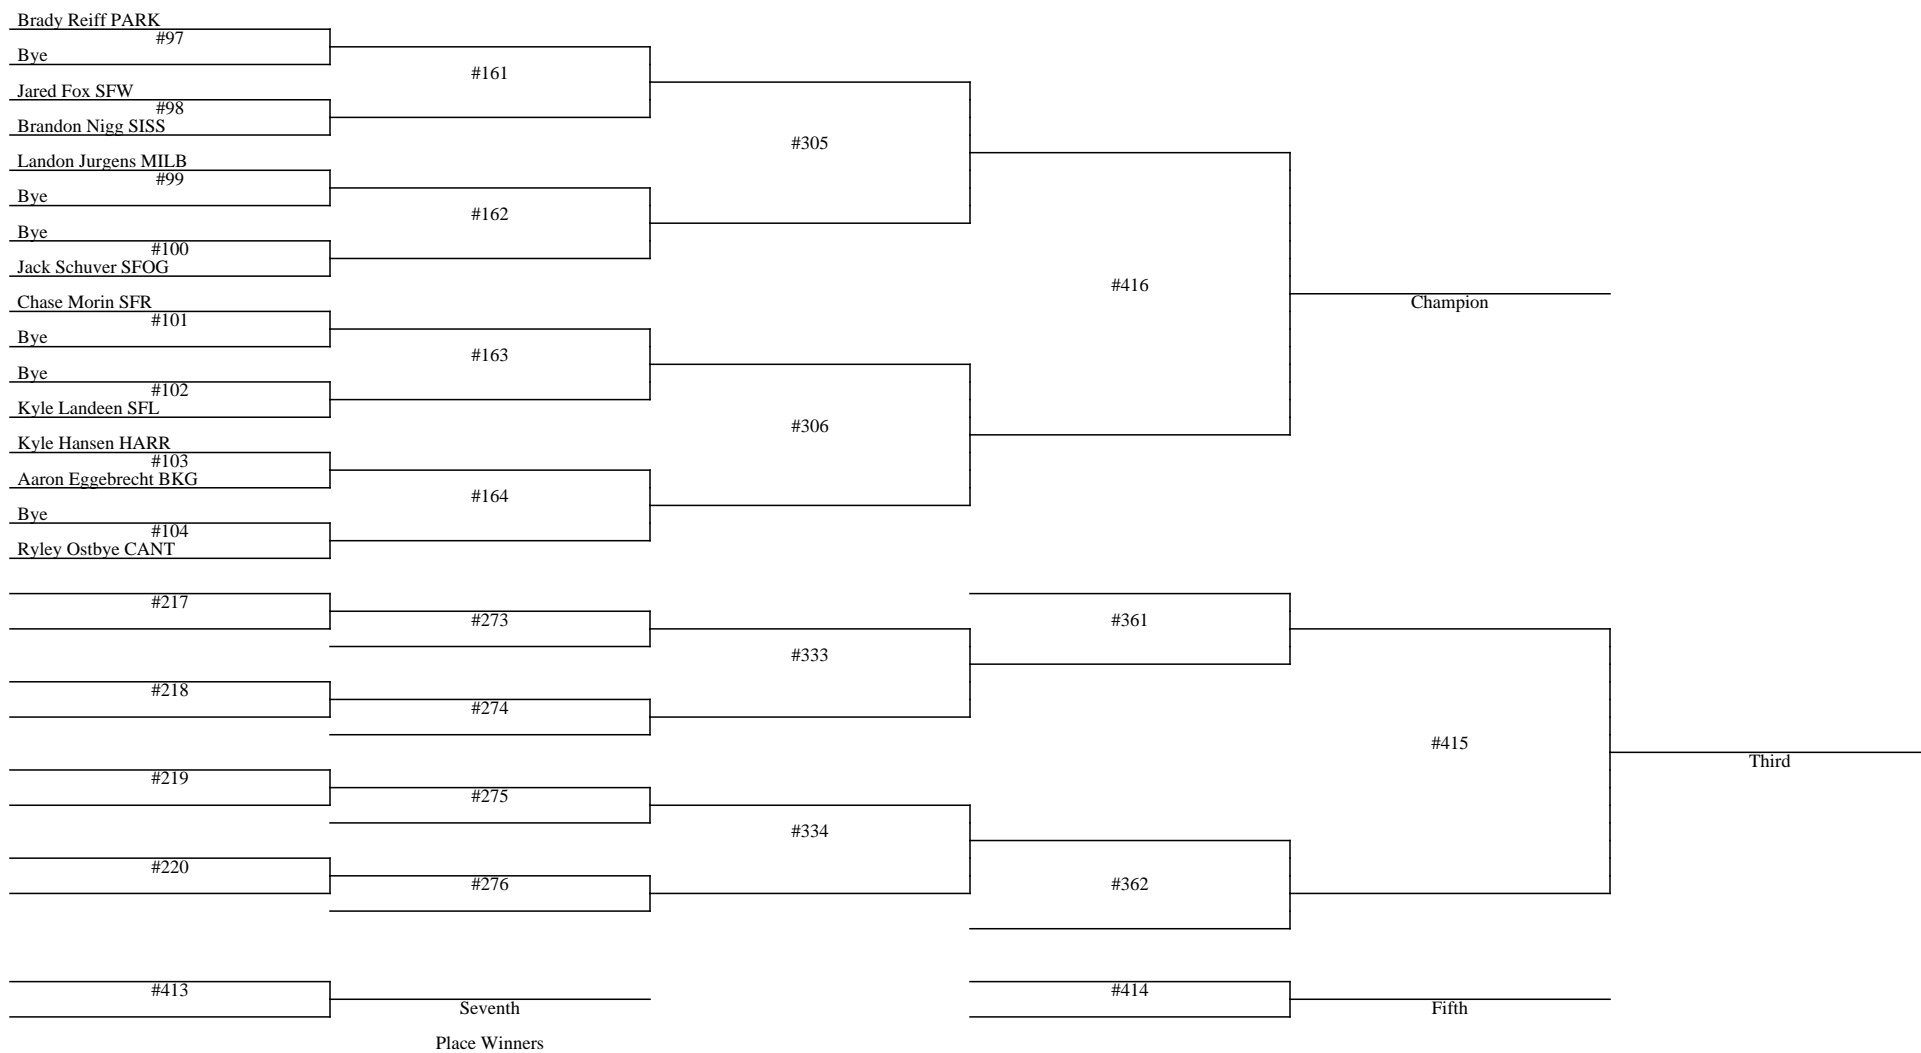 Brady Reiff PARK
#97
Bye
#161
Jared Fox SFW
#98
Brandon Nigg SISS
#305
Landon Jurgens MILB
#99
Bye
#162
Bye
#100
Jack Schuver SFOG
#416
Champion
Chase Morin SFR
#101
Bye
#163
Bye
#102
Kyle Landeen SFL
#306
Kyle Hansen HARR
#103
Aaron Eggebrecht BKG
#164
Bye
#104
Ryley Ostbye CANT
#217
#273
#361
#333
#218
#274
#415
Third
#219
#275
#334
#220
#276
#362
#413
Seventh
#414
Fifth
Place Winners